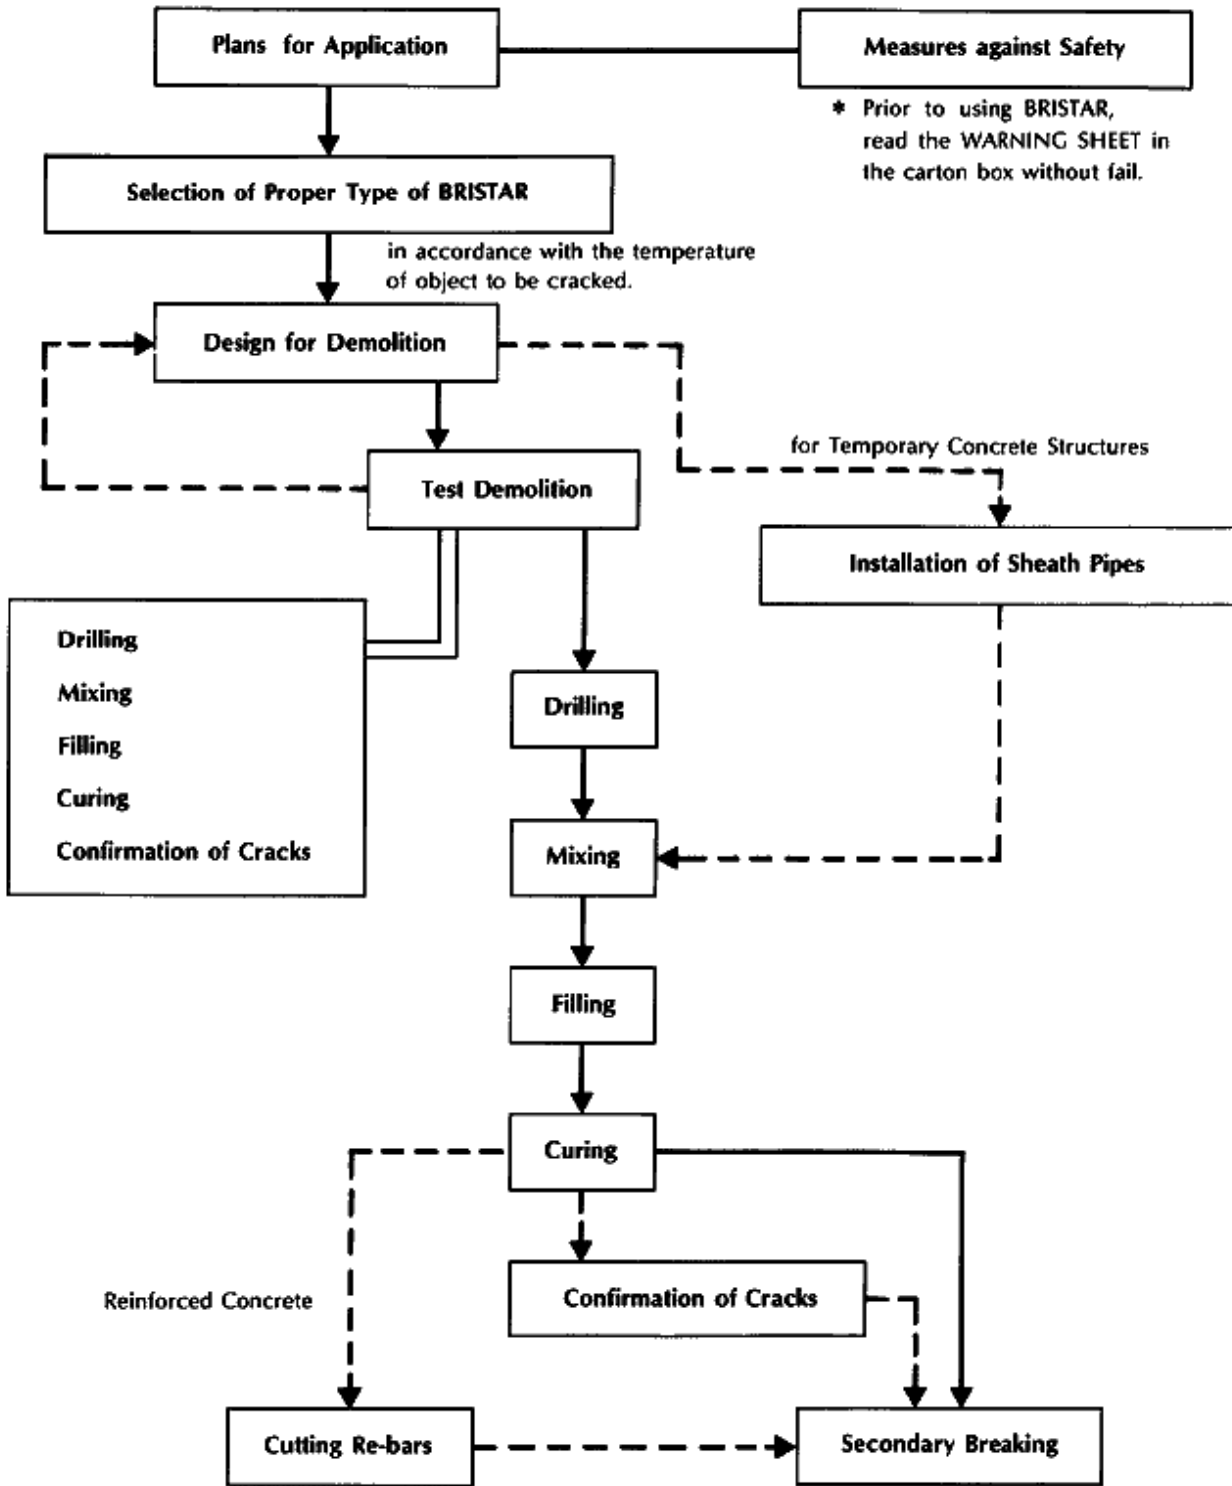 Plans for Application
Measures against Safety
* Prior to using BRISTAR,
read the WARNING SHEET in
the carton box without fail.
Selection of Proper Type of BRISTAR
in accordance with the temperature
of object to be cracked.
Design for Demolition
for Temporary Concrete Structures
Test Demolition
Installation of Sheath Pipes
Drilling
Mixing
Filling
Curing
Confirmation of Cracks
Drilling
Mixing
Filling
Curing
Confirmation of Cracks
Reinforced Concrete
Cutting Re-bars
Secondary Breaking